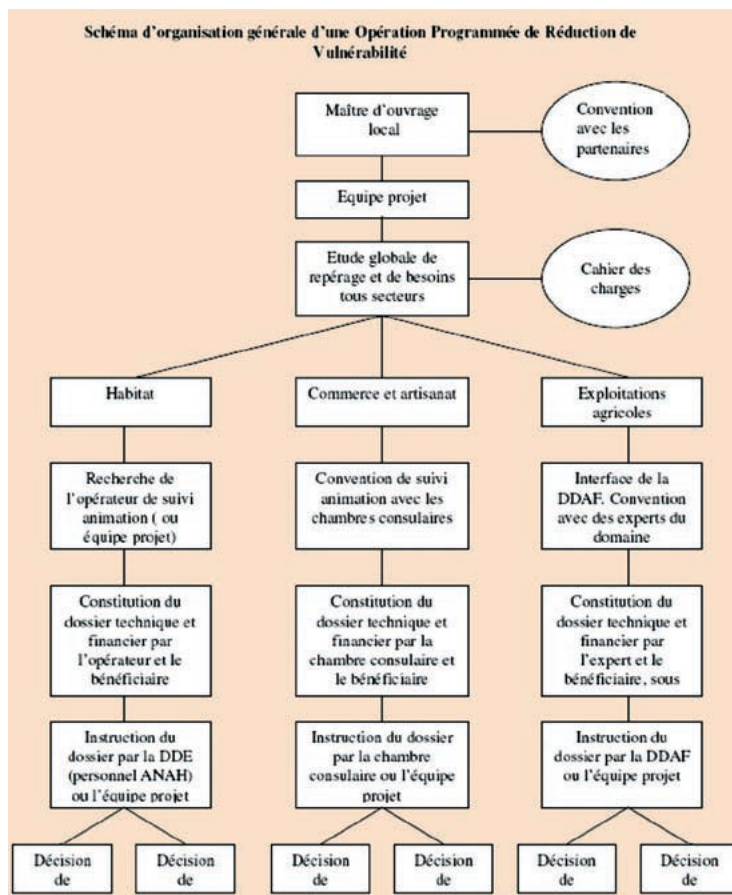 Schéma d'organisation générale d'une Opération Programmée de Réduction de
Vulnérabilité
Maître d'ouvrage
local
Convention
avec les
partenaires
Equipe projet
Etude globale de
repérage et de besoins
tous secteurs
Cahier des
charges
Habitat
Commerce et artisanat
Exploitations
agricoles
Recherche de
l'opérateur de suivi
animation ( ou
équipe projet)
Convention de suivi
animation avec les
chambres consulaires
Interface de la
DDAF. Convention
avec des experts du
domaine
Constitution du
dossier technique et
financier par
l'opérateur et le
bénéficiaire
Constitution du
dossier technique et
financier par la
chambre consulaire et
le bénéficiaire
Constitution du
dossier technique et
financier par
l'expert et le
bénéficiaire, sous
Instruction du
dossier par la DDE
(personnel ANAH)
ou l'équipe projet
Instruction du dossier
par la chambre
consulaire ou l'équipe
projet
Instruction du
dossier par la DDAF
ou l'équipe projet
Décision
de
Décision
de
Décision
de
Décision
de
Décision
de
Décision
de